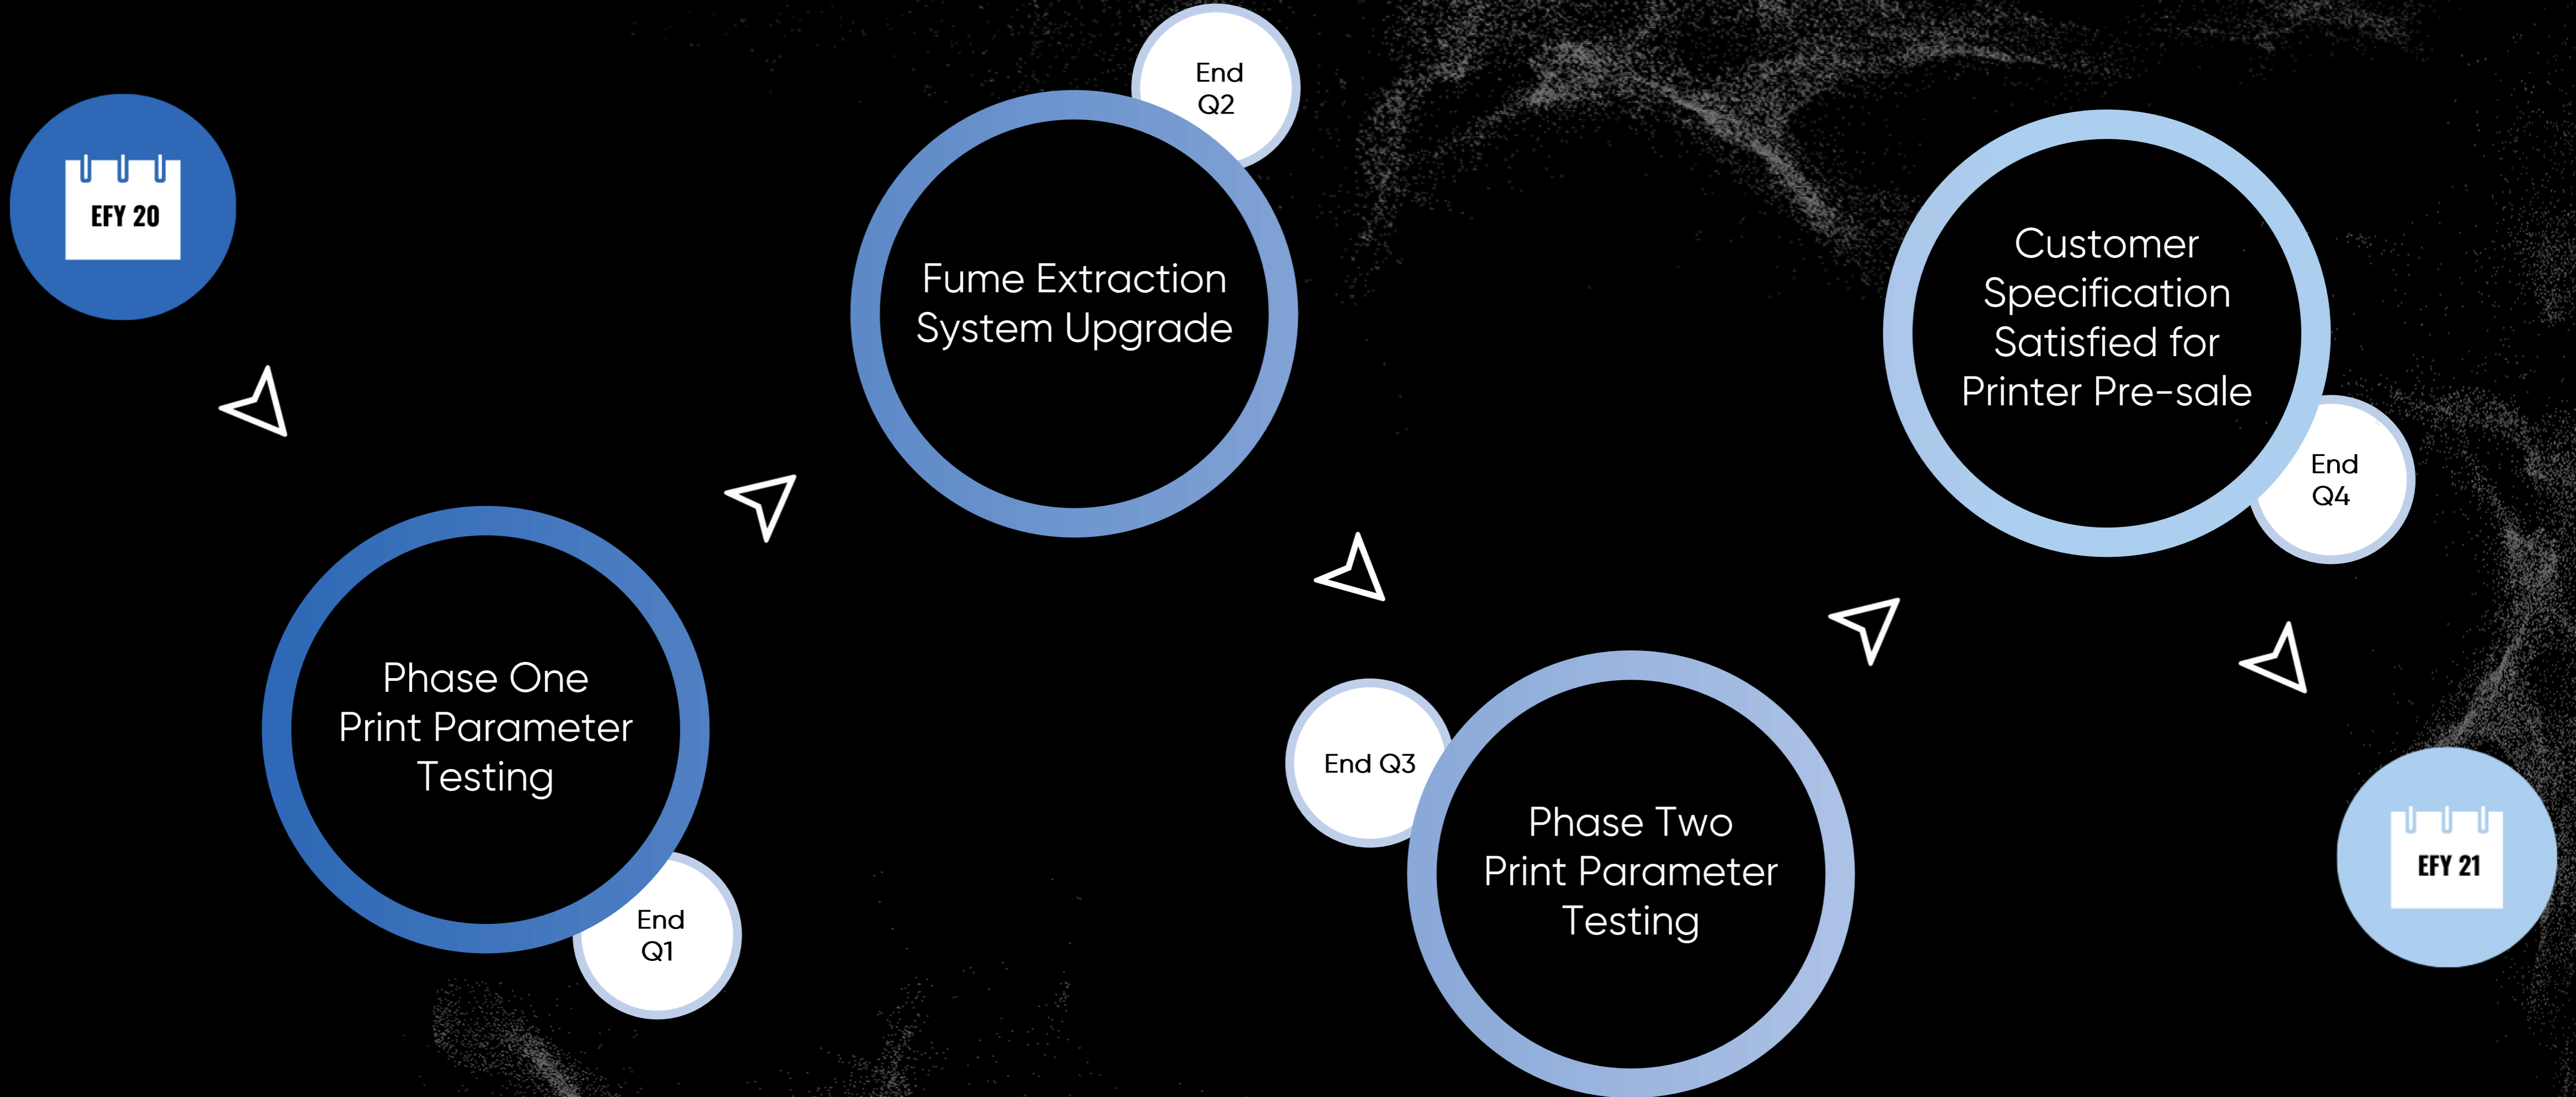 EFY 20
Phase One
Print Parameter
Testing
End
Q1
Fume Extraction
System Upgrade
End
Q2
Phase Two
Print Parameter
Testing
End Q3
Customer
Specification
Satisfied for
Printer Pre-sale
End
Q4
EFY 21